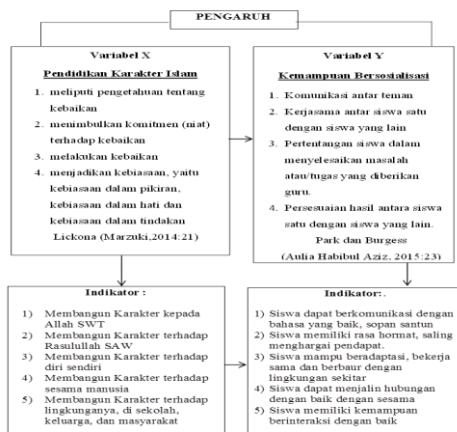 PENGARUH
Variabel X
Pendidikan Karakter Islam
1. meliputi pengetahuan tentang
kebaikan
2. menimbulkan komitmen (niat)
terhadap kebaikan
3. melakukan kebaikan
4. menjadikan kebiasaan, yaitu
kebiasaan dalam pikiran,
kebiasaan dalam hati dan
kebiasaan dalam tindakan
Lickona (Marzuki,2014:21)
Variabel Y
Kemampuan Bersosialisasi
1. Komunikasi antar teman
2. Kerjasama antar siswa satu
dengan siswa yang lain
3. Pertentangan siswa dalam
menyelesaikan masalah
atau/tugas yang diberikan
guru.
4. Persesuaian hasil antara siswa
satu dengan siswa yang lain.
Park dan Burgess
(Aulia Habibul Aziz, 2015:23)
Indikator :
1) Membangun Karakter kepada
Allah SWT
2) Membangun Karakter terhadap
Rasulullah SAW
3) Membangun Karakter terhadap
diri sendiri
4) Membangun Karakter terhadap
sesama manusia
5) Membangun Karakter terhadap
lingkunganya, di sekolah,
keluarga, dan masyarakat
Indikator:.
1) Siswa dapat berkomunikasi dengan
bahasa yang baik, sopan santun
2) Siswa memiliki rasa hormat, saling
menghargai pendapat.
3) Siswa mampu beradaptasi, bekerja
sama dan berbaur dengan
lingkungan sekitar
4) Siswa dapat menjalin hubungan
dengan baik dengan sesama
5) Siswa memiliki kemampuan
berinteraksi dengan baik